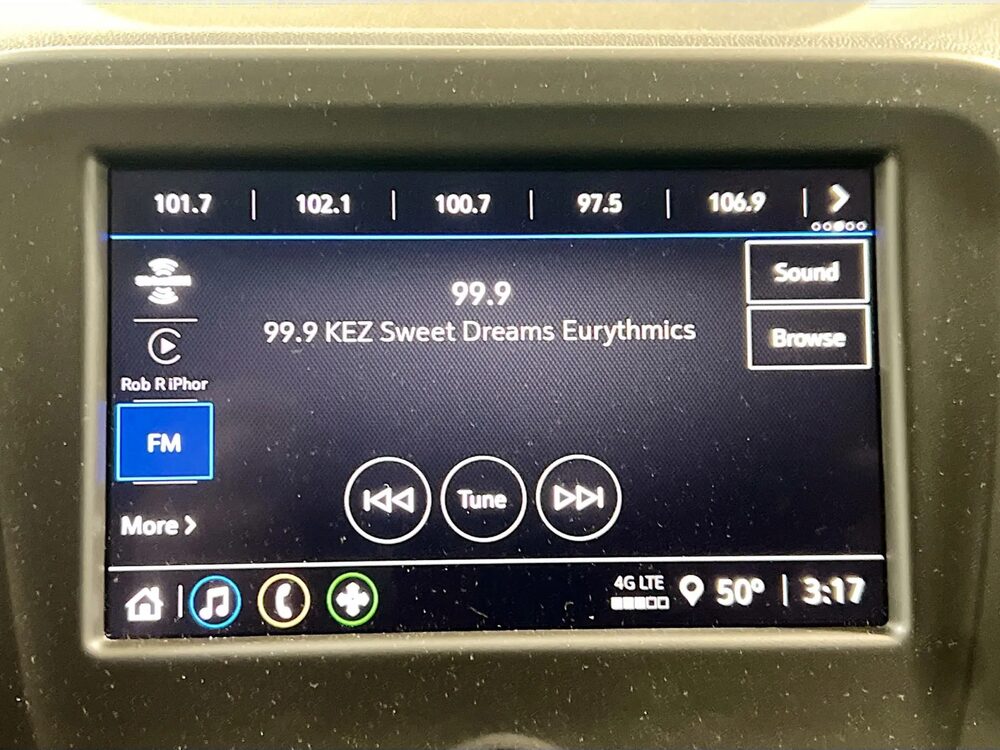 101.7 | 102.1 | 100.7 | 97.5 | 106.9 |
Sound
99.9
99.9 KEZ Sweet Dreams Eurythmics
Browse
Rob R iPhor
FM
Tune
More
4G LTE
50° | 3:17